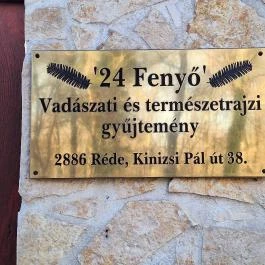 '24 Fenyő'
Vadászati és természetrajzi
gyűjtemény
2886 Réde, Kinizsi Pál út 38.